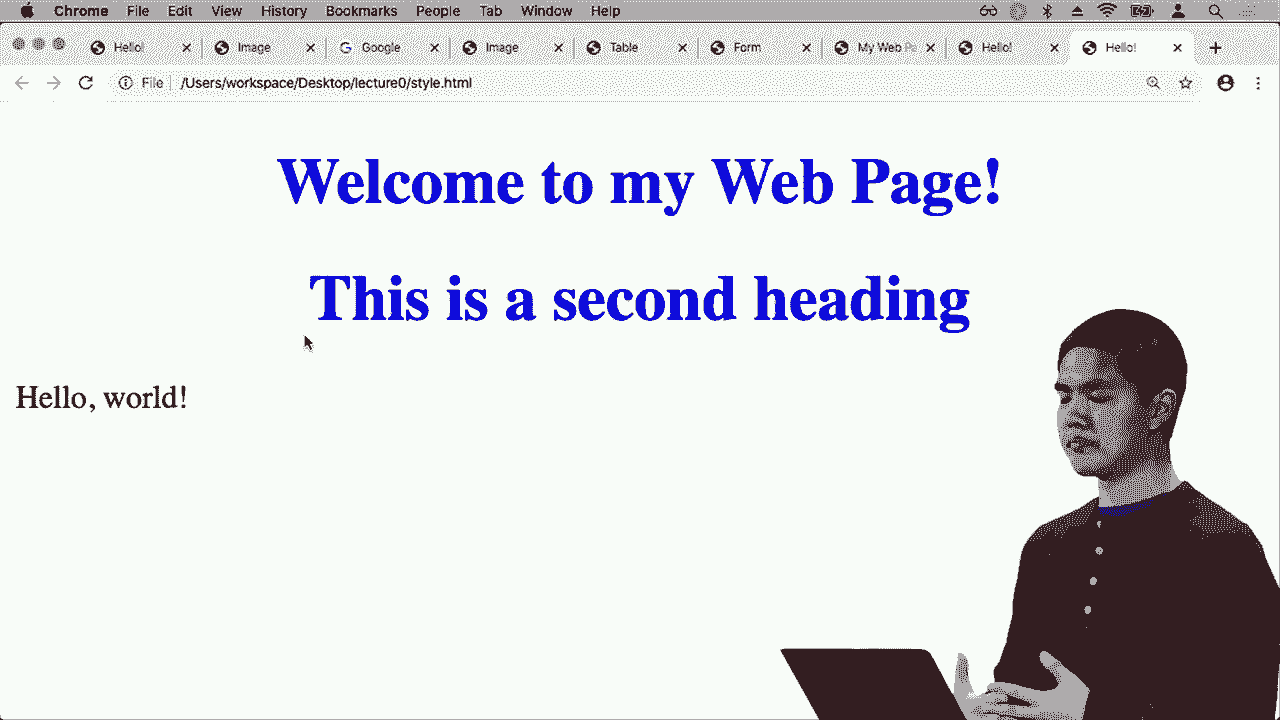 Chrome File Edit View History Bookmarks People Tab Window Help
Hello! Image Google Image Table Form My Web Hello! Hello!
File /Users/workspace/Desktop/lecture0/style.html
Welcome to my Web Page!
This is a second heading
Hello, world!